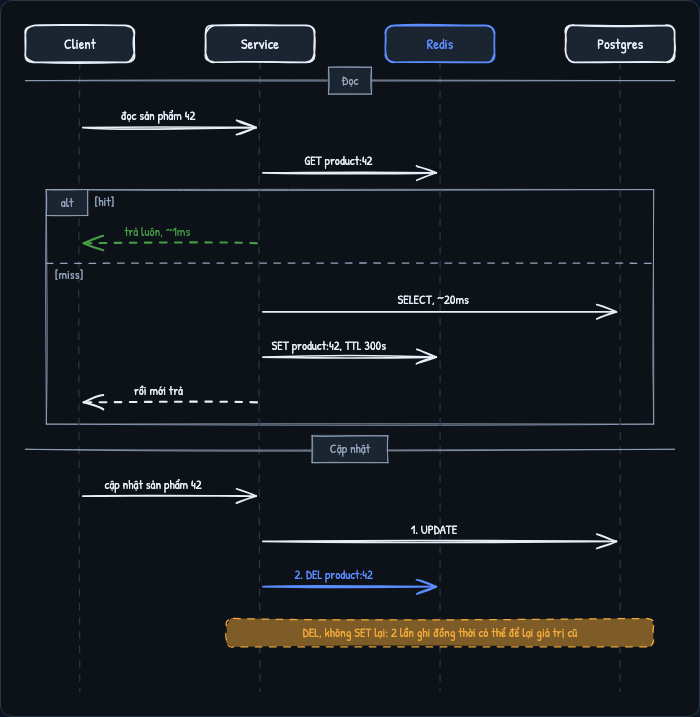 Client
Service
Redis
Postgres
Đọc
đọc sản phẩm 42
GET product:42
alt
[hit]
trả luôn, ~1ms
[miss]
SELECT, ~20ms
SET product:42, TTL 300s
rồi mới trả
Cập nhật
cập nhật sản phẩm 42
1. UPDATE
2. DEL product:42
DEL, không SET lại: 2 lần ghi đồng thời có thể để lại giá trị cũ